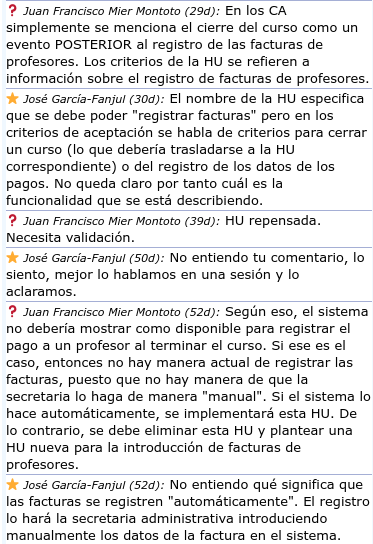 Juan Francisco Mier Montoto (29d): En los CA
simplemente se menciona el cierre del curso como un
evento POSTERIOR al registro de las facturas de
profesores. Los criterios de la HU se refieren a
información sobre el registro de facturas de profesores.
José García-Fanjul (30d): El nombre de la HU especifica
que se debe poder "registrar facturas" pero en los
criterios de aceptación se habla de criterios para cerrar
un curso (lo que debería trasladarse a la HU
correspondiente) o del registro de los datos de los
pagos. No queda claro por tanto cuál es la
funcionalidad que se está describiendo.
Juan Francisco Mier Montoto (39d): HU repensada.
Necesita validación.
José García-Fanjul (50d): No entiendo tu comentario, lo
siento, mejor lo hablamos en una sesión y lo
aclaramos.
Juan Francisco Mier Montoto (52d): Según eso, el sistema
no debería mostrar como disponible para registrar el
pago a un profesor al terminar el curso. Si ese es el
caso, entonces no hay manera actual de registrar las
facturas, puesto que no hay manera de que la
secretaria lo haga de manera "manual". Si el sistema lo
hace automáticamente, se implementará esta HU. De
lo contrario, se debe eliminar esta HU y plantear una
HU nueva para la introducción de facturas de
profesores.
José García-Fanjul (52d): No entiendo qué significa que
las facturas se registren "automáticamente". El registro
lo hará la secretaria administrativa introduciendo
manualmente los datos de la factura en el sistema.